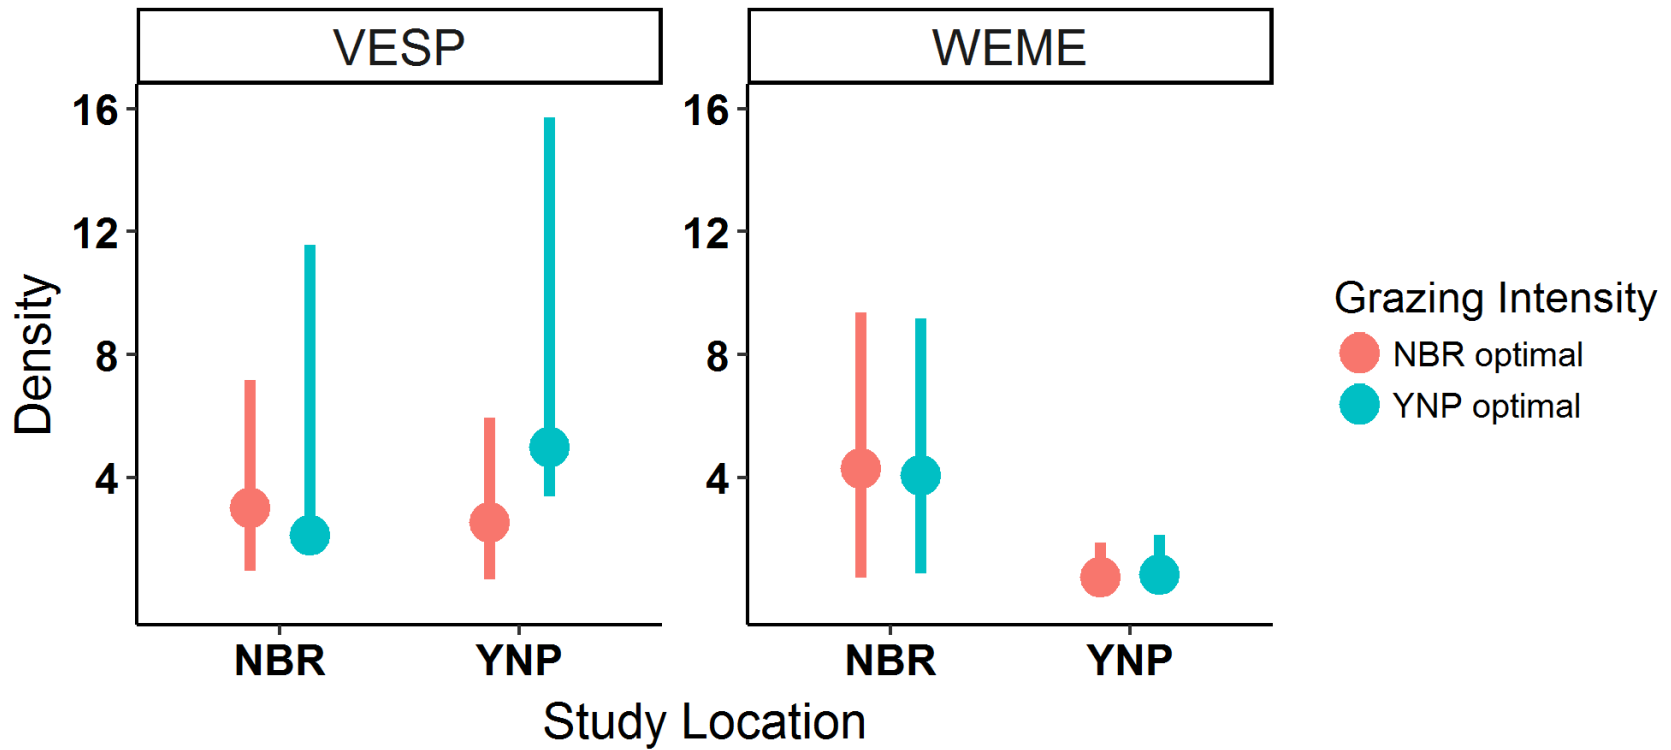 VESP
WEME
16
12
8
4
16
12
8
4
Density
NBR
YNP
NBR
YNP
Study Location
Grazing Intensity
NBR optimal
YNP optimal